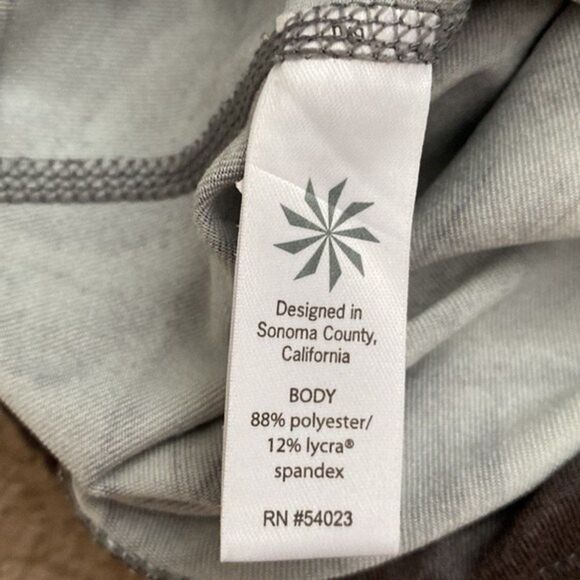 Designed in
Sonoma County,
California
BODY
88% polyester/
12% lycra®
spandex
RN #54023